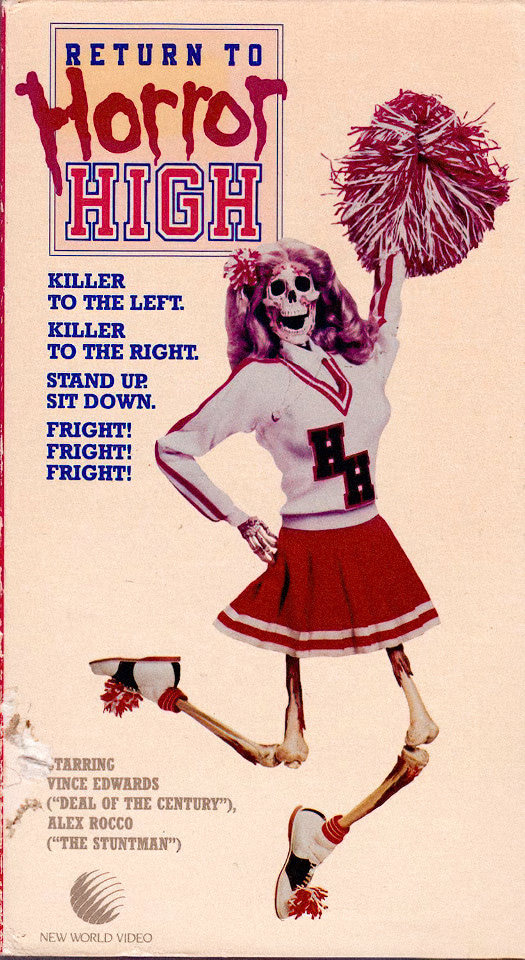 RETURN TO
Horror
HIGH
KILLER
TO THE LEFT.
KILLER
TO THE RIGHT.
STAND UP.
SIT DOWN.
FRIGHT!
FRIGHT!
FRIGHT!
H
H
STARRING
VINCE EDWARDS
("DEAL OF THE CENTURY"),
ALEX ROCCO
("THE STUNTMAN")
NEW WORLD VIDEO